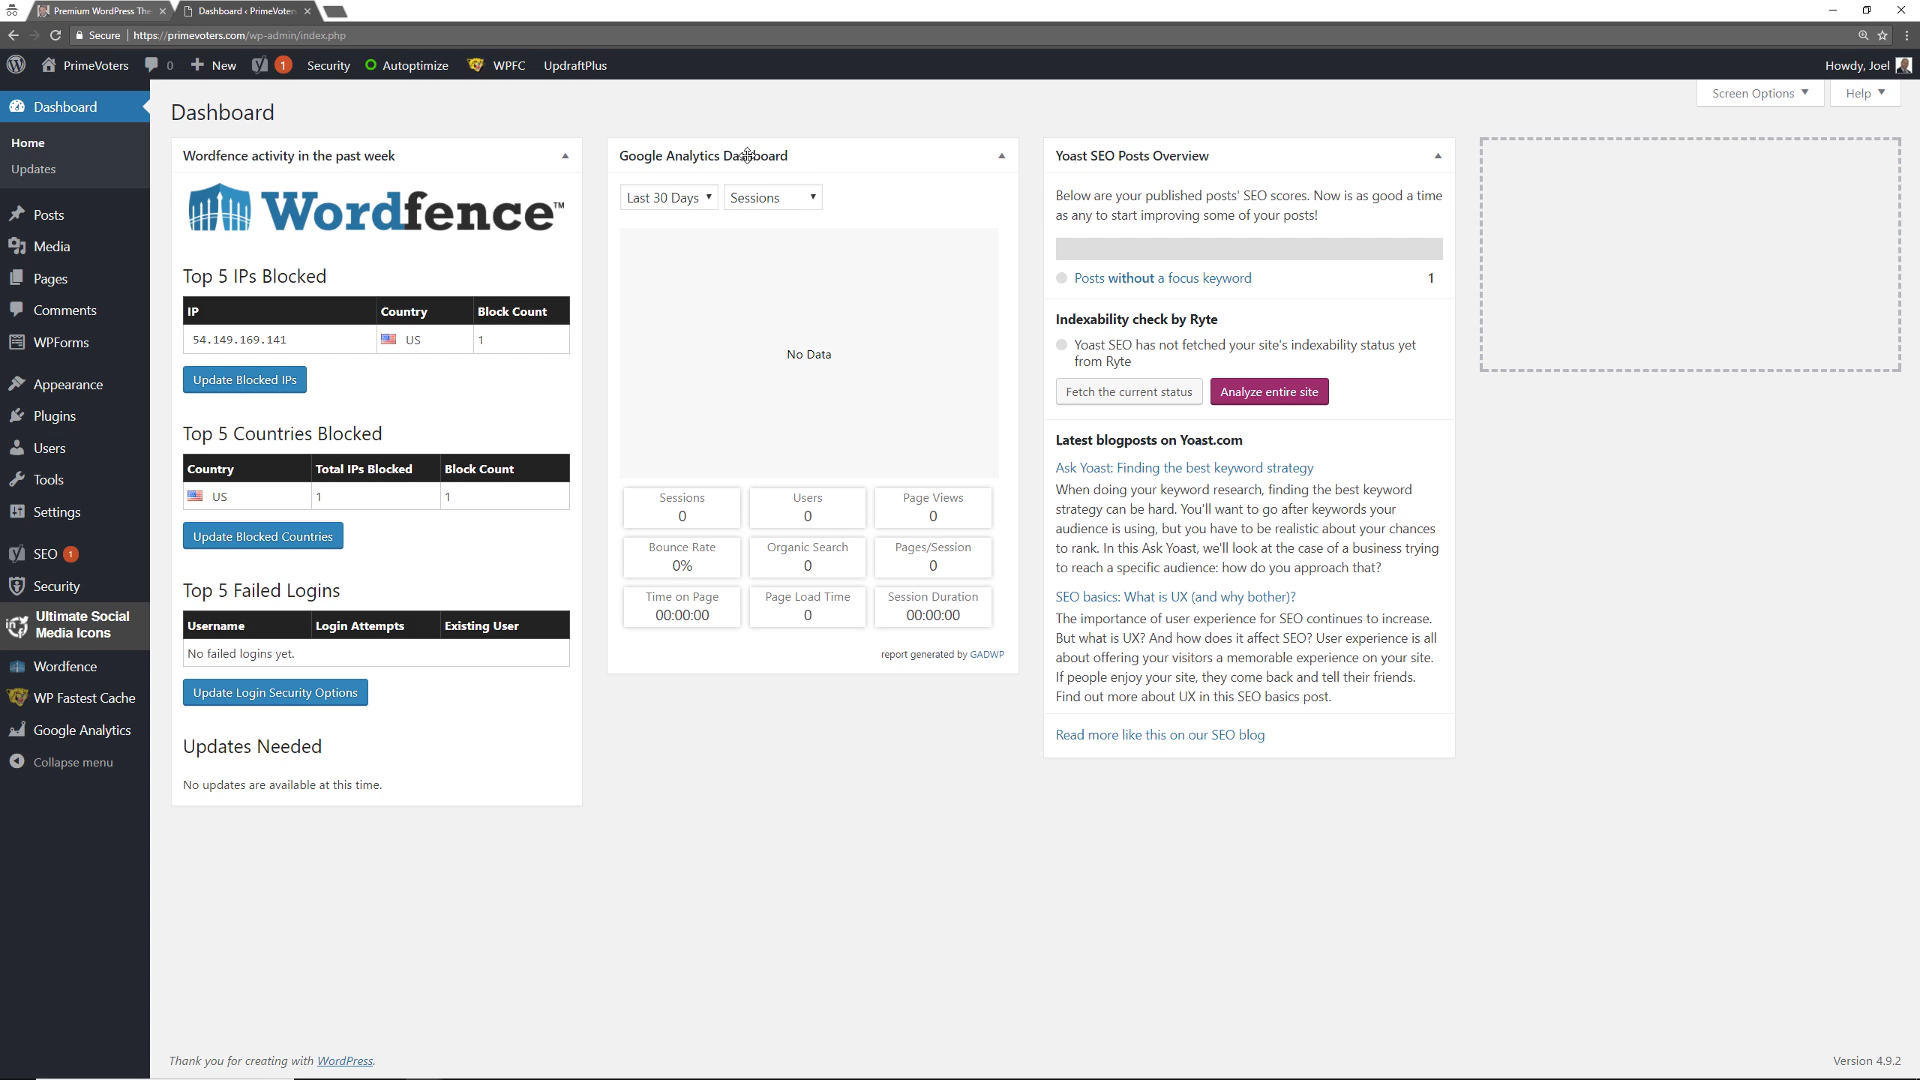 Premium WordPress The
Dashboard ‹ PrimeVoters
Secure
https://primevoters.com/wp-admin/index.php
PrimeVoters
0
New
1
Security
Autoptimize
WPFC
UpdraftPlus
Howdy, Joel
Dashboard
Home
Updates
Posts
Media
Pages
Comments
WPForms
Appearance
Plugins
Users
Tools
Settings
SEO 1
Security
Ultimate Social
Media Icons
Wordfence
WP Fastest Cache
Google Analytics
Collapse menu
Dashboard
Screen Options
Help
Wordfence activity in the past week
Wordfence™
Top 5 IPs Blocked
IP Country Block Count
54.149.169.141 US 1
Update Blocked IPs
Top 5 Countries Blocked
Country Total IPs Blocked Block Count
US 1 1
Update Blocked Countries
Top 5 Failed Logins
Username Login Attempts Existing User
No failed logins yet.
Update Login Security Options
Updates Needed
No updates are available at this time.
Google Analytics Dashboard
Last 30 Days
Sessions
No Data
Sessions
0
Users
0
Page Views
0
Bounce Rate
0%
Organic Search
0
Pages/Session
0
Time on Page
00:00:00
Page Load Time
0
Session Duration
00:00:00
report generated by GADWP
Yoast SEO Posts Overview
Below are your published posts' SEO scores. Now is as good a time
as any to start improving some of your posts!
Posts without a focus keyword 1
Indexability check by Ryte
Yoast SEO has not fetched your site's indexability status yet
from Ryte
Fetch the current status
Analyze entire site
Latest blogposts on Yoast.com
Ask Yoast: Finding the best keyword strategy
When doing your keyword research, finding the best keyword
strategy can be hard. You'll want to go after keywords your
audience is using, but you have to be realistic about your chances
to rank. In this Ask Yoast, we'll look at the case of a business trying
to reach a specific audience: how do you approach that?
SEO basics: What is UX (and why bother)?
The importance of user experience for SEO continues to increase.
But what is UX? And how does it affect SEO? User experience is all
about offering your visitors a memorable experience on your site.
If people enjoy your site, they come back and tell their friends.
Find out more about UX in this SEO basics post.
Read more like this on our SEO blog
Thank you for creating with WordPress.
Version 4.9.2